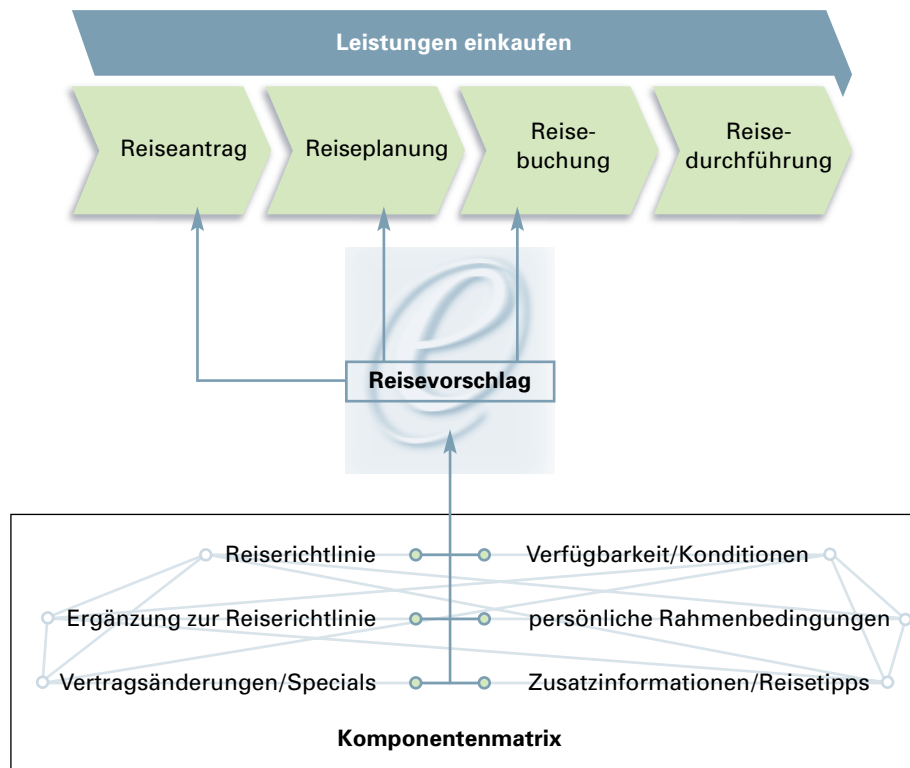 Leistungen einkaufen
Reiseantrag
Reiseplanung
Reise-
buchung
Reise-
durchführung
Reisevorschlag
Reiserichtlinie
Verfügbarkeit/Konditionen
Ergänzung zur Reiserichtlinie
persönliche Rahmenbedingungen
Vertragsänderungen/Specials
Zusatzinformationen/Reisetipps
Komponentenmatrix